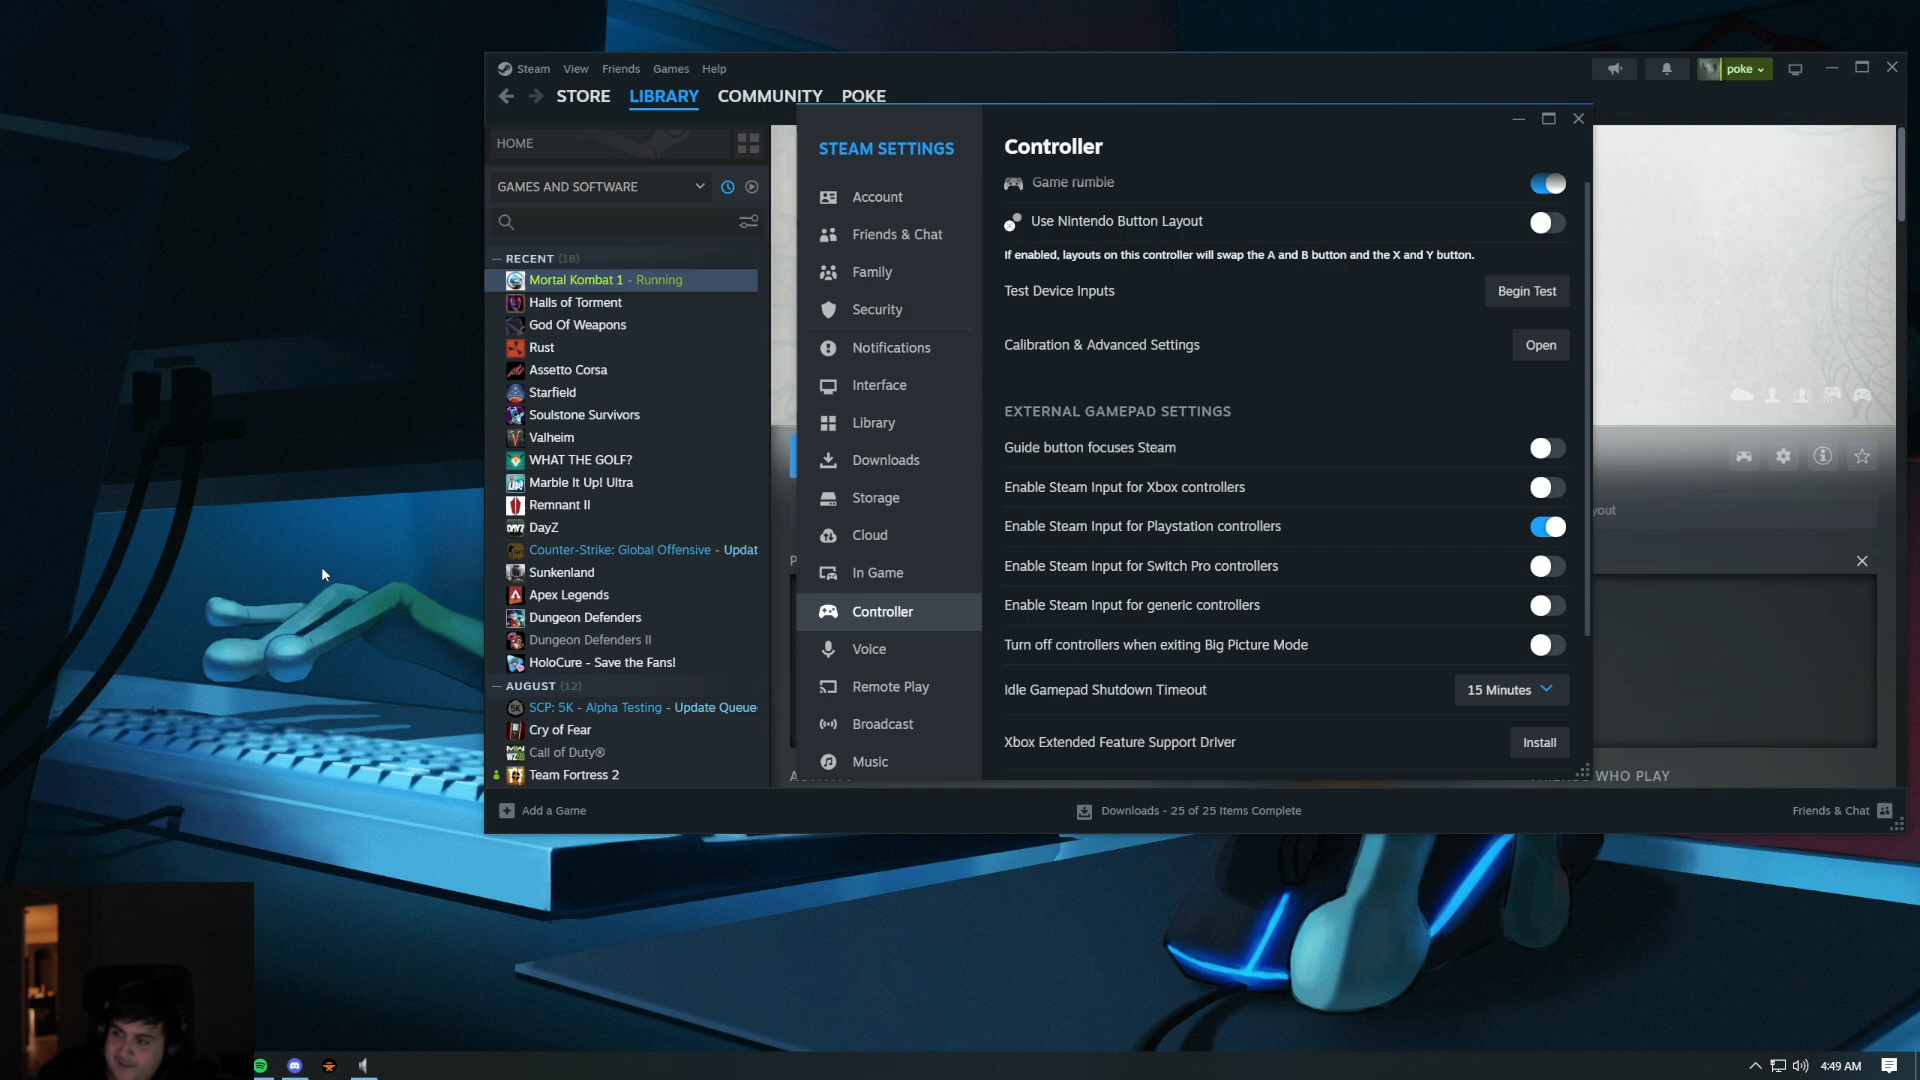 Steam View Friends Games Help
poke
STORE LIBRARY COMMUNITY POKE
HOME
GAMES AND SOFTWARE
RECENT (18)
Mortal Kombat 1 - Running
Halls of Torment
God Of Weapons
Rust
Assetto Corsa
Starfield
Soulstone Survivors
Valheim
WHAT THE GOLF?
Marble It Up! Ultra
Remnant II
DayZ
Counter-Strike: Global Offensive - Updat
Sunkenland
Apex Legends
Dungeon Defenders
Dungeon Defenders II
HoloCure - Save the Fans!
AUGUST (12)
SCP: 5K - Alpha Testing - Update Queue
Cry of Fear
Call of Duty®
Team Fortress 2
STEAM SETTINGS
Account
Friends & Chat
Family
Security
Notifications
Interface
Library
Downloads
Storage
Cloud
In Game
Controller
Voice
Remote Play
Broadcast
Music
Controller
Game rumble
Use Nintendo Button Layout
If enabled, layouts on this controller will swap the A and B button and the X and Y button.
Test Device Inputs Begin Test
Calibration & Advanced Settings Open
EXTERNAL GAMEPAD SETTINGS
Guide button focuses Steam
Enable Steam Input for Xbox controllers
Enable Steam Input for Playstation controllers
Enable Steam Input for Switch Pro controllers
Enable Steam Input for generic controllers
Turn off controllers when exiting Big Picture Mode
Idle Gamepad Shutdown Timeout 15 Minutes
Xbox Extended Feature Support Driver Install
yout
WHO PLAY
Add a Game
Downloads - 25 of 25 Items Complete
Friends & Chat
4:49 AM